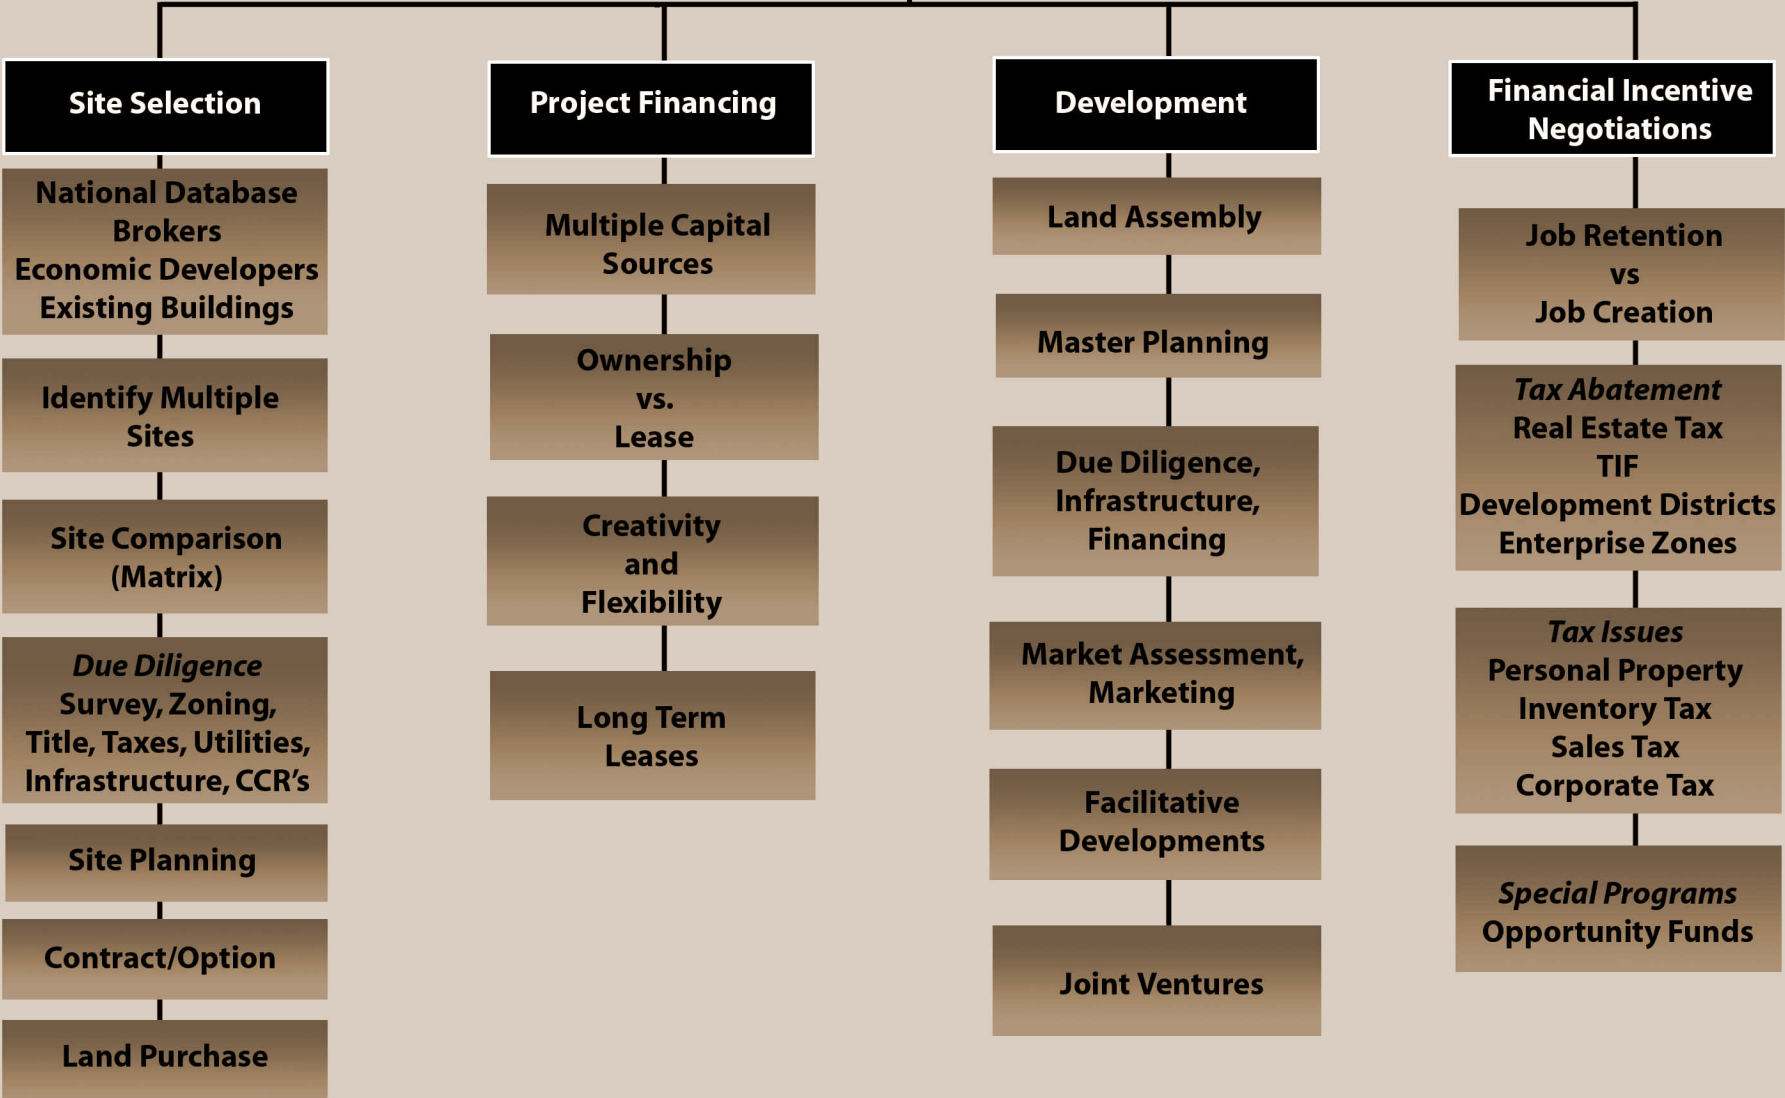 Site Selection
National Database
Brokers
Economic Developers
Existing Buildings
Identify Multiple
Sites
Site Comparison
(Matrix)
Due Diligence
Survey, Zoning,
Title, Taxes, Utilities,
Infrastructure, CCR’s
Site Planning
Contract/Option
Land Purchase
Project Financing
Multiple Capital
Sources
Ownership
vs.
Lease
Creativity
and
Flexibility
Long Term
Leases
Development
Land Assembly
Master Planning
Due Diligence,
Infrastructure,
Financing
Market Assessment,
Marketing
Facilitative
Developments
Joint Ventures
Financial Incentive
Negotiations
Job Retention
vs
Job Creation
Tax Abatement
Real Estate Tax
TIF
Development Districts
Enterprise Zones
Tax Issues
Personal Property
Inventory Tax
Sales Tax
Corporate Tax
Special Programs
Opportunity Funds